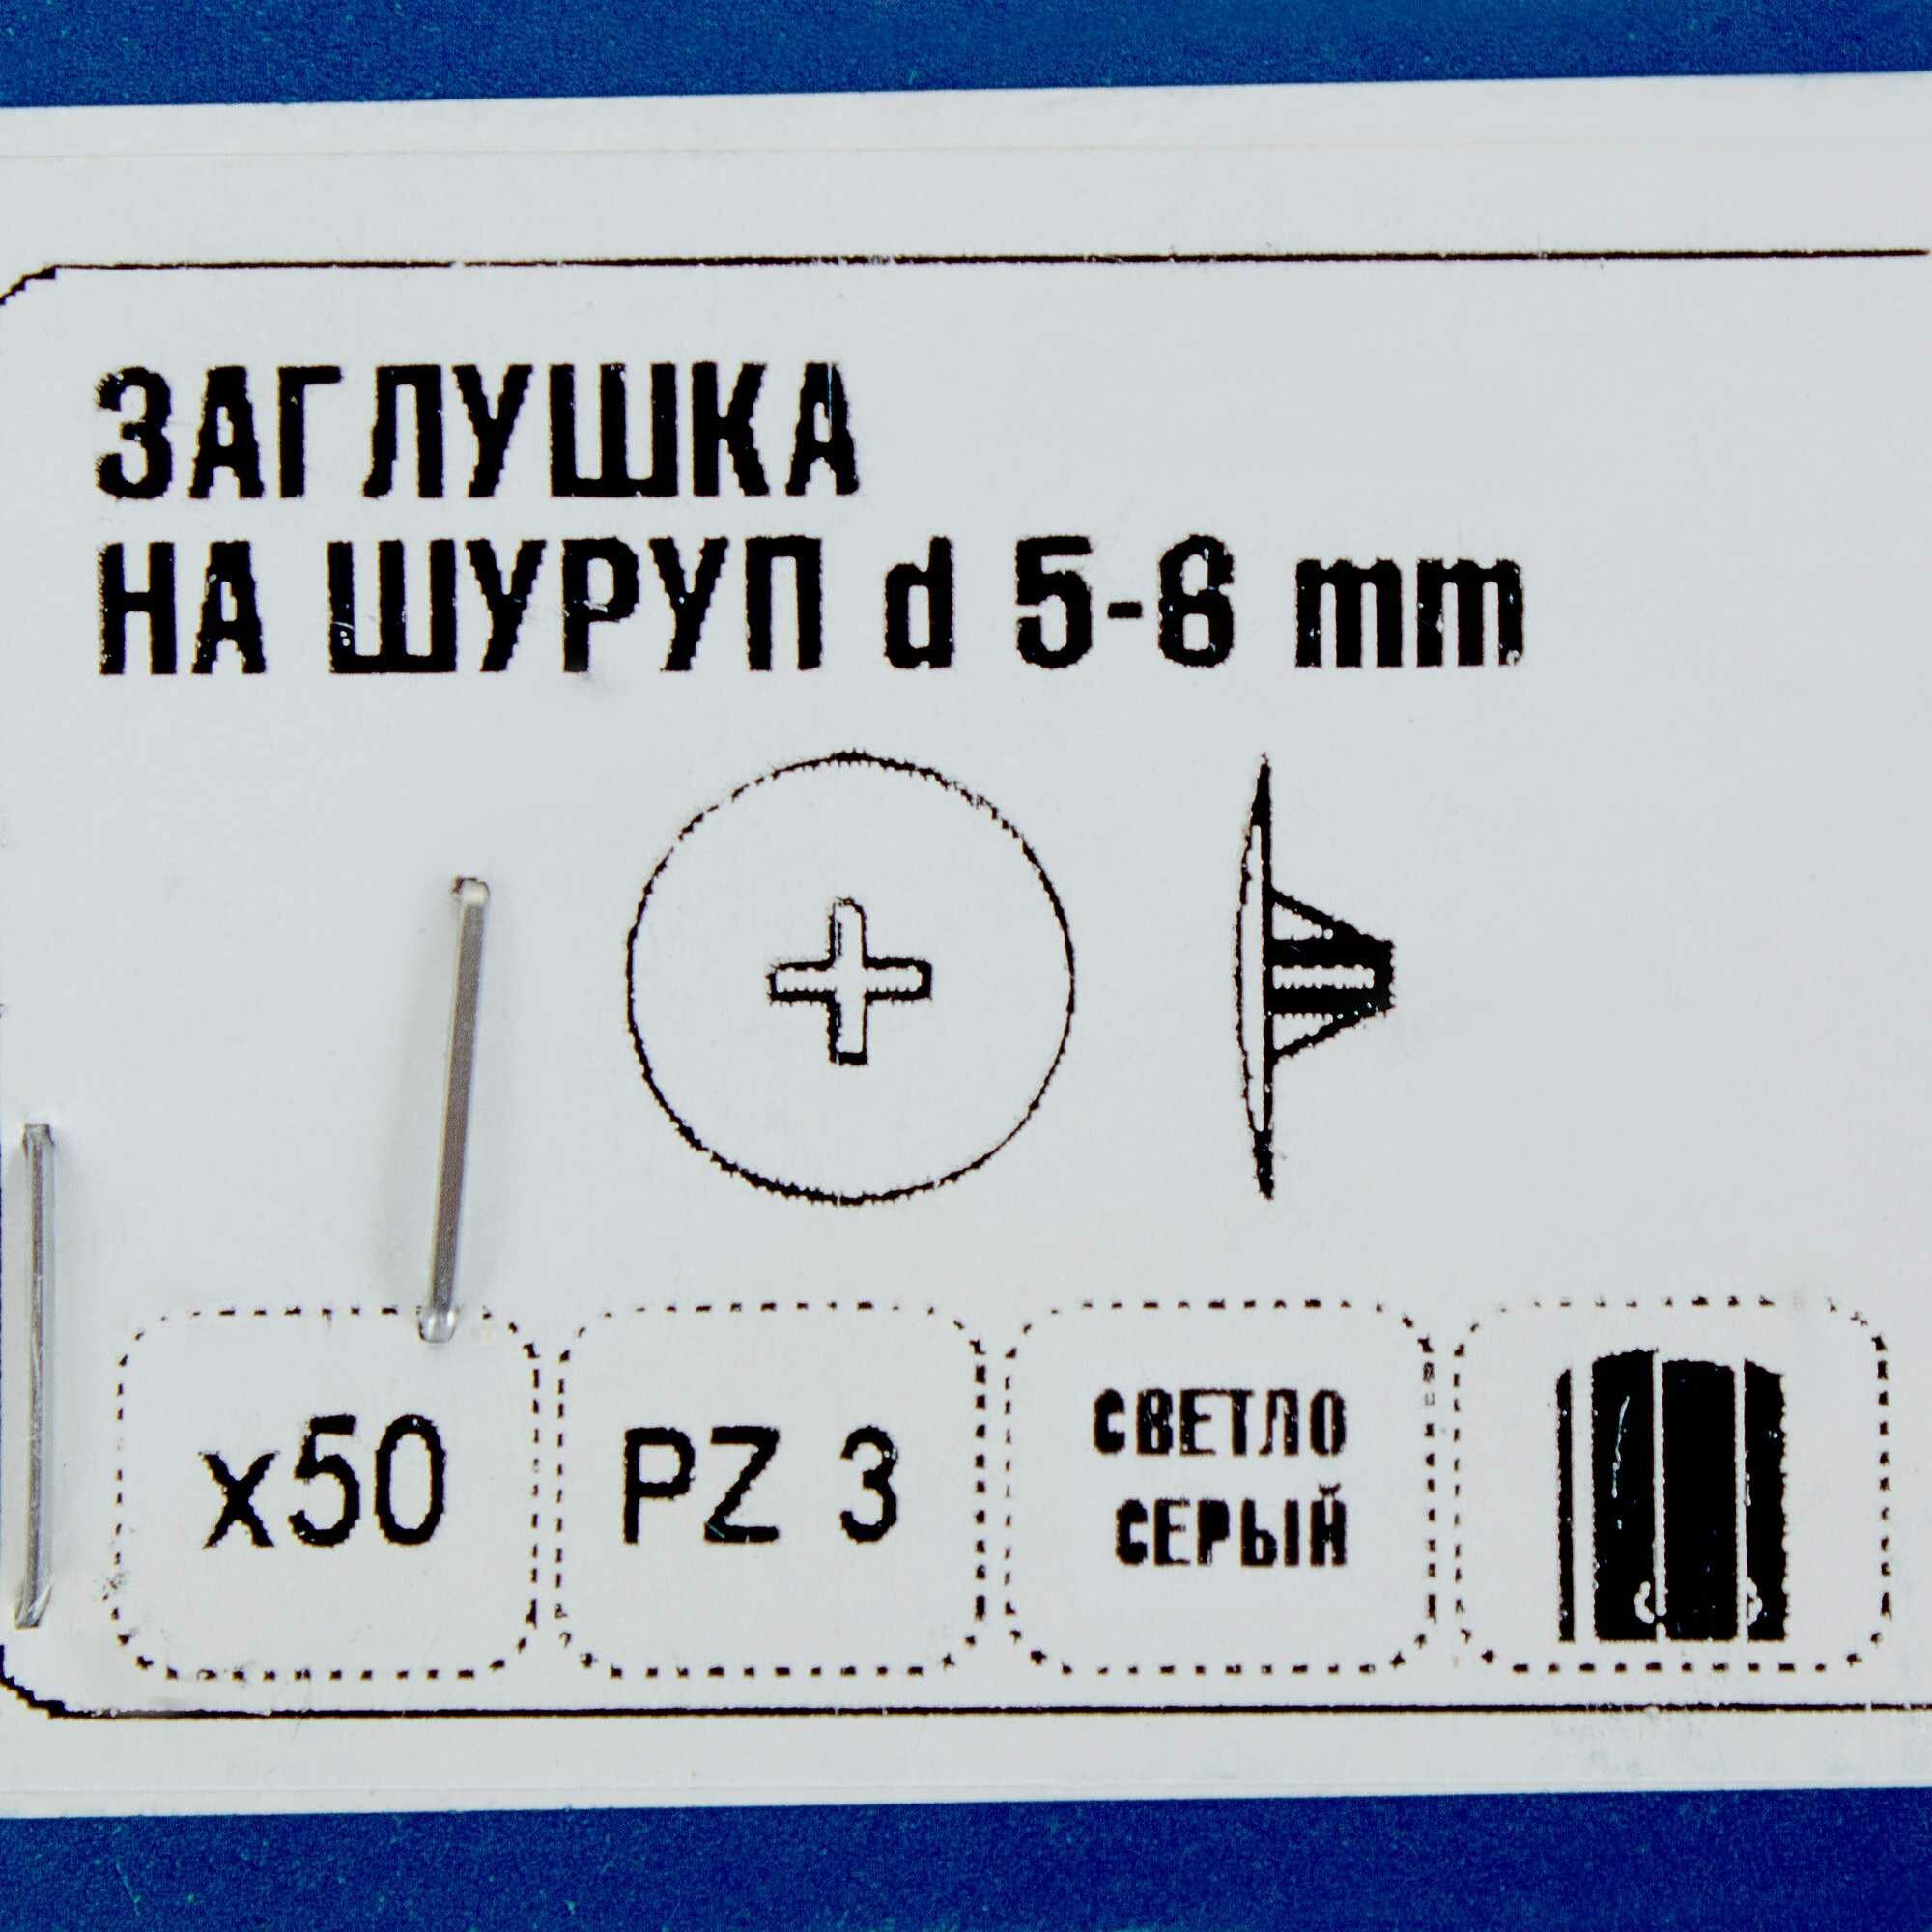 ЗАГЛУШКА
НА ШУРУП d 5-6 mm
x50
PZ 3
СВЕТЛО
СЕРЫЙ